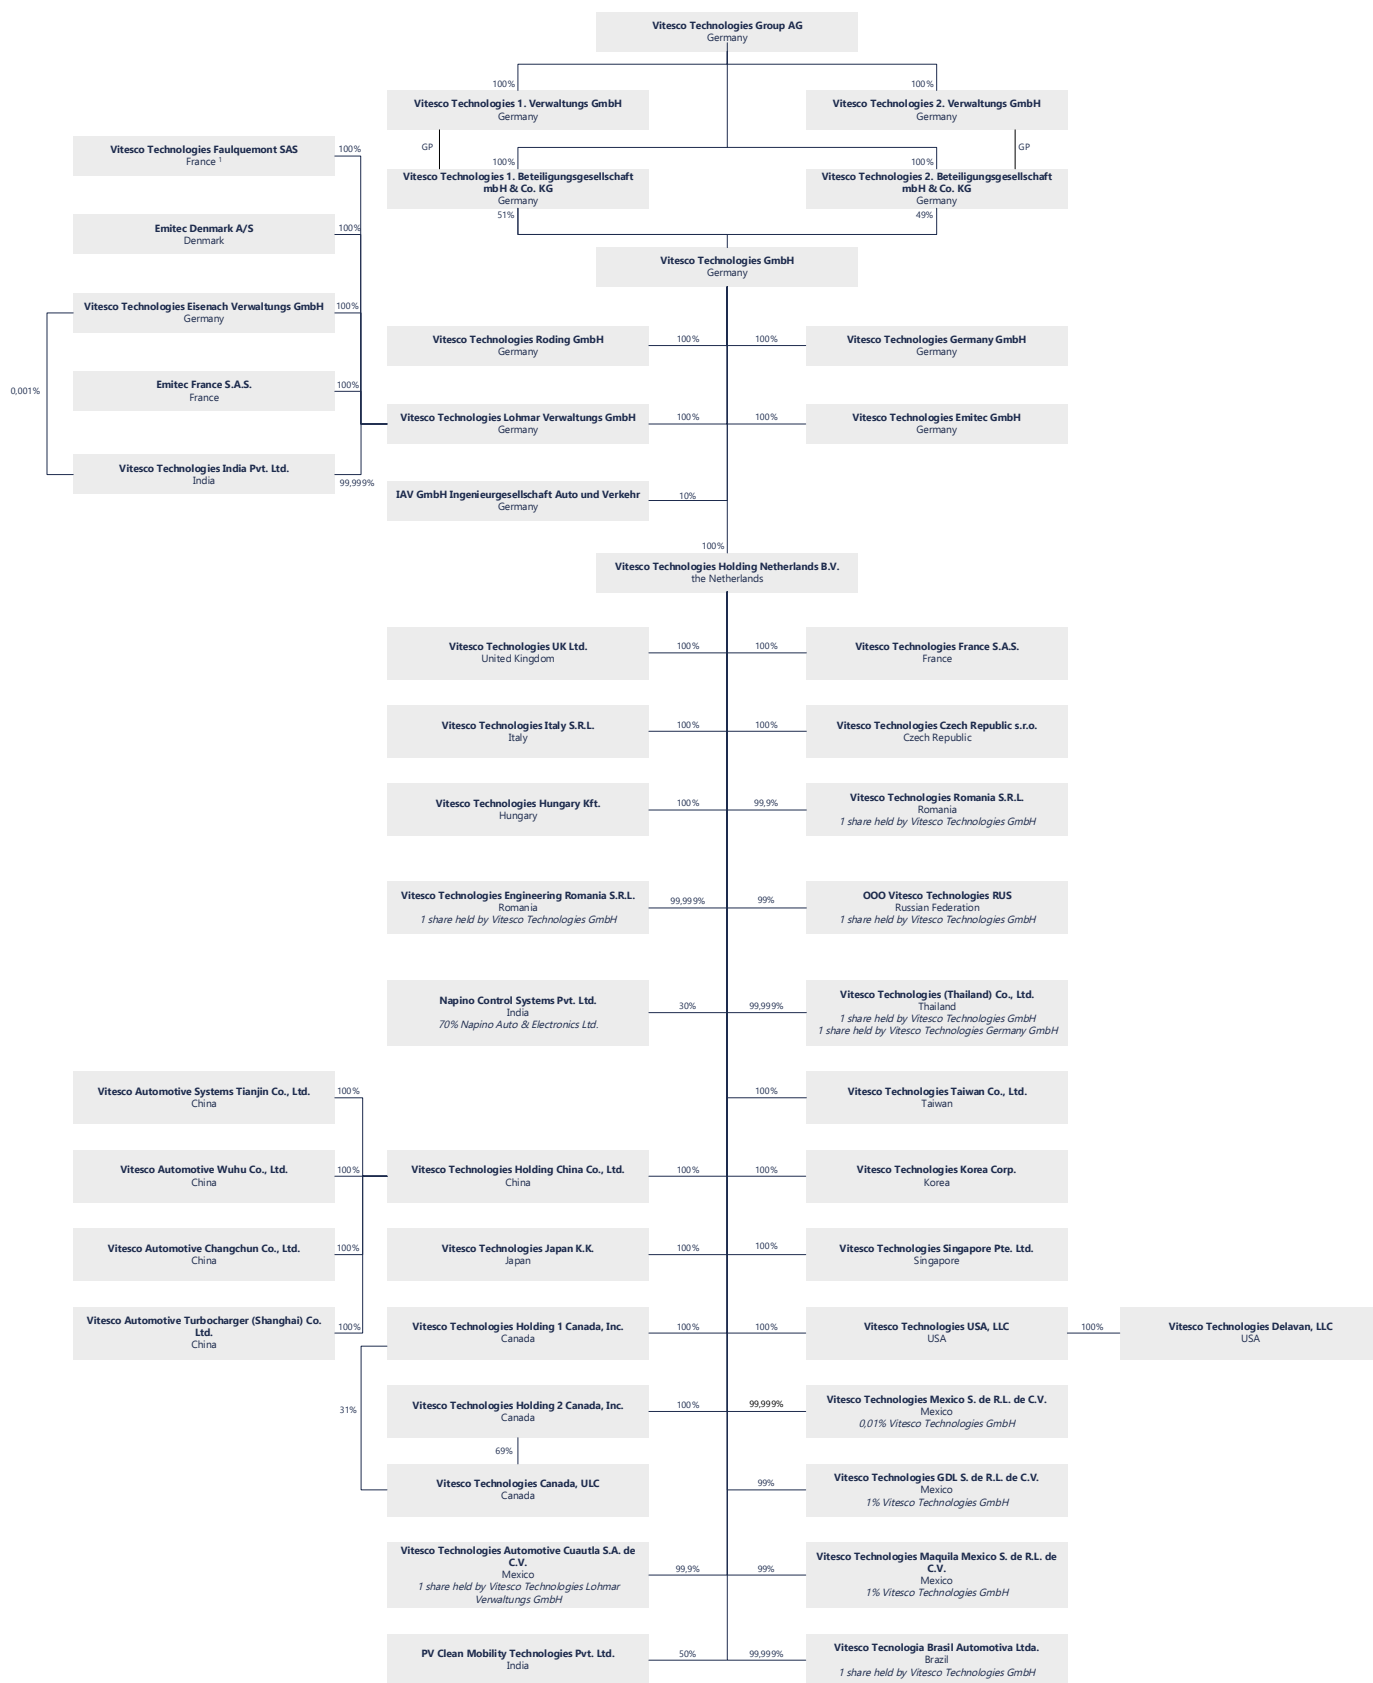 Vitesco Technologies Group AG
Germany
100%
100%
Vitesco Technologies 1. Verwaltungs GmbH
Germany
Vitesco Technologies 2. Verwaltungs GmbH
Germany
Vitesco Technologies Faulquemont SAS
France ¹
100%
GP
GP
100%
100%
Vitesco Technologies 1. Beteiligungsgesellschaft
mbH & Co. KG
Germany
Vitesco Technologies 2. Beteiligungsgesellschaft
mbH & Co. KG
Germany
51%
49%
Emitec Denmark A/S
Denmark
100%
Vitesco Technologies GmbH
Germany
Vitesco Technologies Eisenach Verwaltungs GmbH
Germany
100%
Vitesco Technologies Roding GmbH
Germany
100%
100%
Vitesco Technologies Germany GmbH
Germany
0,001%
Emitec France S.A.S.
France
100%
Vitesco Technologies Lohmar Verwaltungs GmbH
Germany
100%
100%
Vitesco Technologies Emitec GmbH
Germany
Vitesco Technologies India Pvt. Ltd.
India
99,999%
IAV GmbH Ingenieurgesellschaft Auto und Verkehr
Germany
10%
100%
Vitesco Technologies Holding Netherlands B.V.
the Netherlands
Vitesco Technologies UK Ltd.
United Kingdom
100%
100%
Vitesco Technologies France S.A.S.
France
Vitesco Technologies Italy S.R.L.
Italy
100%
100%
Vitesco Technologies Czech Republic s.r.o.
Czech Republic
Vitesco Technologies Hungary Kft.
Hungary
100%
99,9%
Vitesco Technologies Romania S.R.L.
Romania
1 share held by Vitesco Technologies GmbH
Vitesco Technologies Engineering Romania S.R.L.
Romania
1 share held by Vitesco Technologies GmbH
99,999%
99%
OOO Vitesco Technologies RUS
Russian Federation
1 share held by Vitesco Technologies GmbH
Napino Control Systems Pvt. Ltd.
India
70% Napino Auto & Electronics Ltd.
30%
99,999%
Vitesco Technologies (Thailand) Co., Ltd.
Thailand
1 share held by Vitesco Technologies GmbH
1 share held by Vitesco Technologies Germany GmbH
Vitesco Automotive Systems Tianjin Co., Ltd.
China
100%
100%
Vitesco Technologies Taiwan Co., Ltd.
Taiwan
Vitesco Automotive Wuhu Co., Ltd.
China
100%
Vitesco Technologies Holding China Co., Ltd.
China
100%
100%
Vitesco Technologies Korea Corp.
Korea
Vitesco Automotive Changchun Co., Ltd.
China
100%
Vitesco Technologies Japan K.K.
Japan
100%
100%
Vitesco Technologies Singapore Pte. Ltd.
Singapore
Vitesco Automotive Turbocharger (Shanghai) Co.
Ltd.
China
100%
Vitesco Technologies Holding 1 Canada, Inc.
Canada
100%
100%
Vitesco Technologies USA, LLC
USA
100%
Vitesco Technologies Delavan, LLC
USA
31%
Vitesco Technologies Holding 2 Canada, Inc.
Canada
100%
99,999%
Vitesco Technologies Mexico S. de R.L. de C.V.
Mexico
0,01% Vitesco Technologies GmbH
69%
Vitesco Technologies Canada, ULC
Canada
99%
Vitesco Technologies GDL S. de R.L. de C.V.
Mexico
1% Vitesco Technologies GmbH
Vitesco Technologies Automotive Cuautla S.A. de
C.V.
Mexico
1 share held by Vitesco Technologies Lohmar
Verwaltungs GmbH
99,9%
99%
Vitesco Technologies Maquila Mexico S. de R.L. de
C.V.
Mexico
1% Vitesco Technologies GmbH
PV Clean Mobility Technologies Pvt. Ltd.
India
50%
99,999%
Vitesco Tecnologia Brasil Automotiva Ltda.
Brazil
1 share held by Vitesco Technologies GmbH